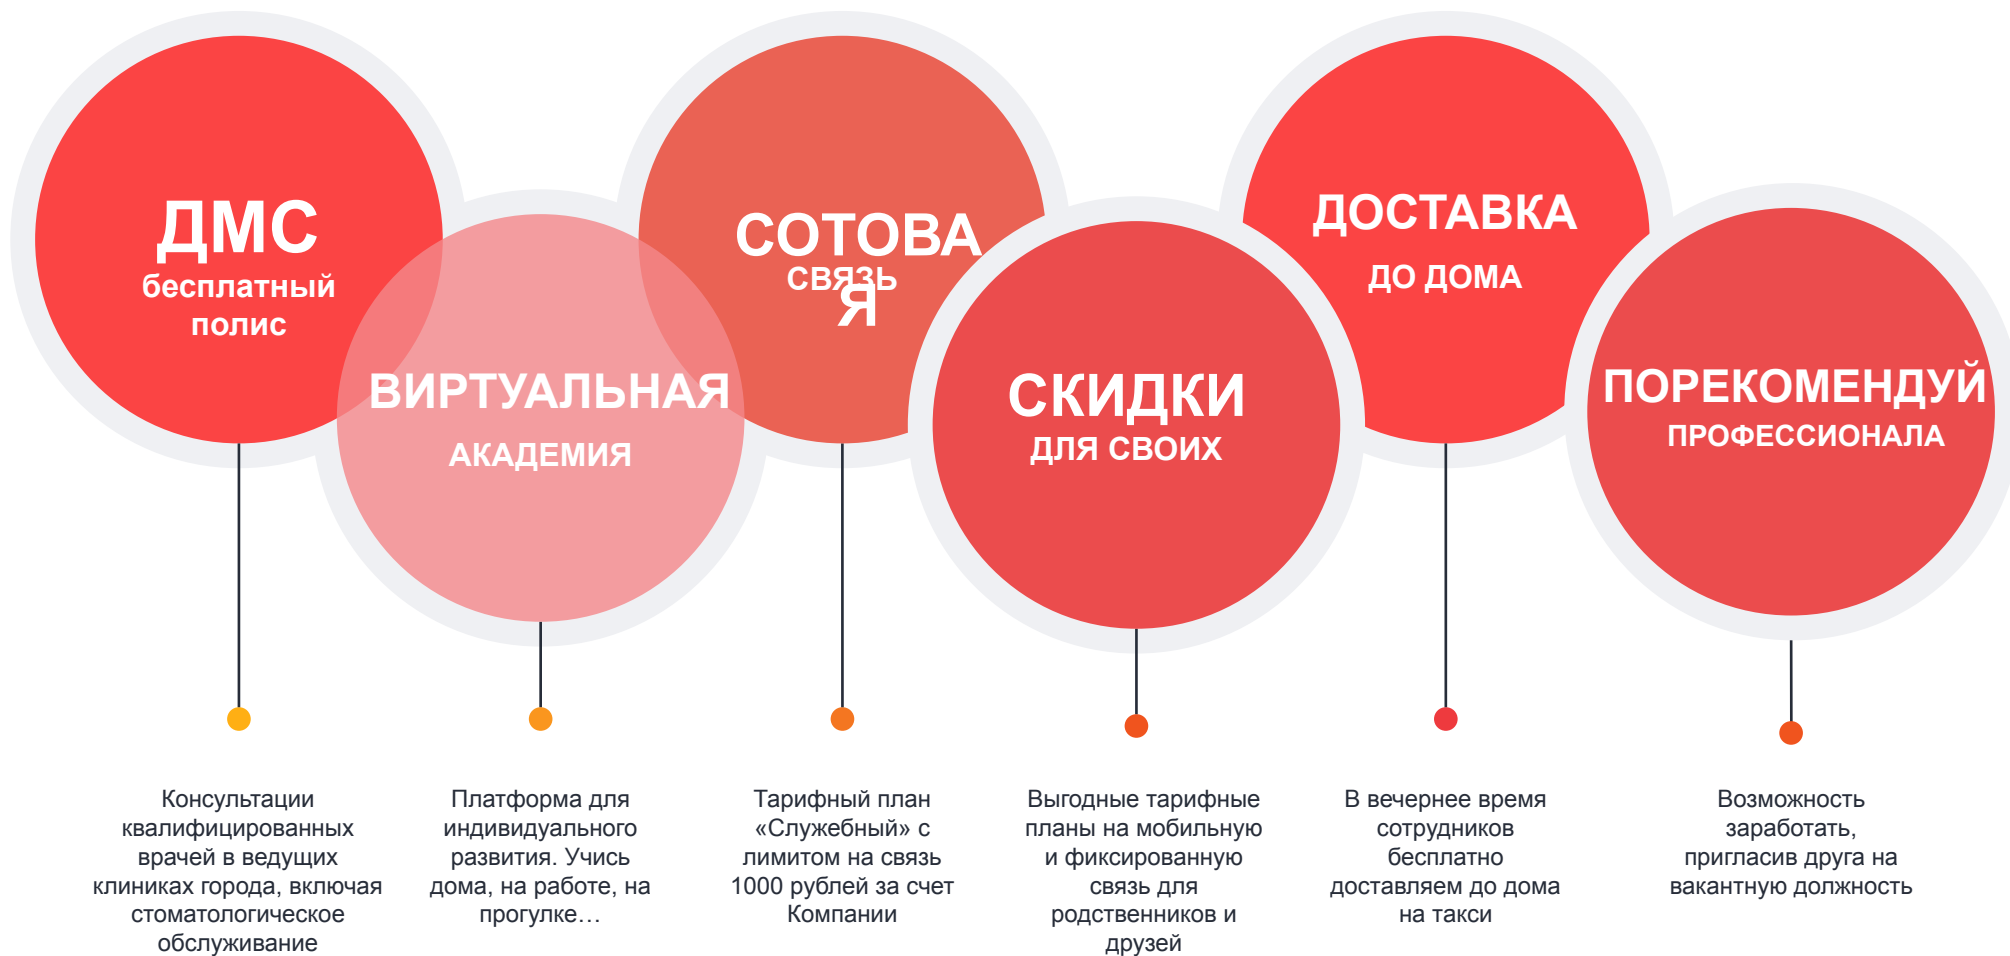 ДМС
бесплатный
полис
ВИРТУАЛЬНАЯ
АКАДЕМИЯ
СОТОВА
Я
СВЯЗЬ
СКИДКИ
ДЛЯ СВОИХ
ДОСТАВКА
ДО ДОМА
ПОРЕКОМЕНДУЙ
ПРОФЕССИОНАЛА
Консультации
квалифицированных
врачей в ведущих
клиниках города, включая
стоматологическое
обслуживание
Платформа для
индивидуального
развития. Учись
дома, на работе, на
прогулке…
Тарифный план
«Служебный» с
лимитом на связь
1000 рублей за счет
Компании
Выгодные тарифные
планы на мобильную
и фиксированную
связь для
родственников и
друзей
В вечернее время
сотрудников
бесплатно
доставляем до дома
на такси
Возможность
заработать,
пригласив друга на
вакантную должность